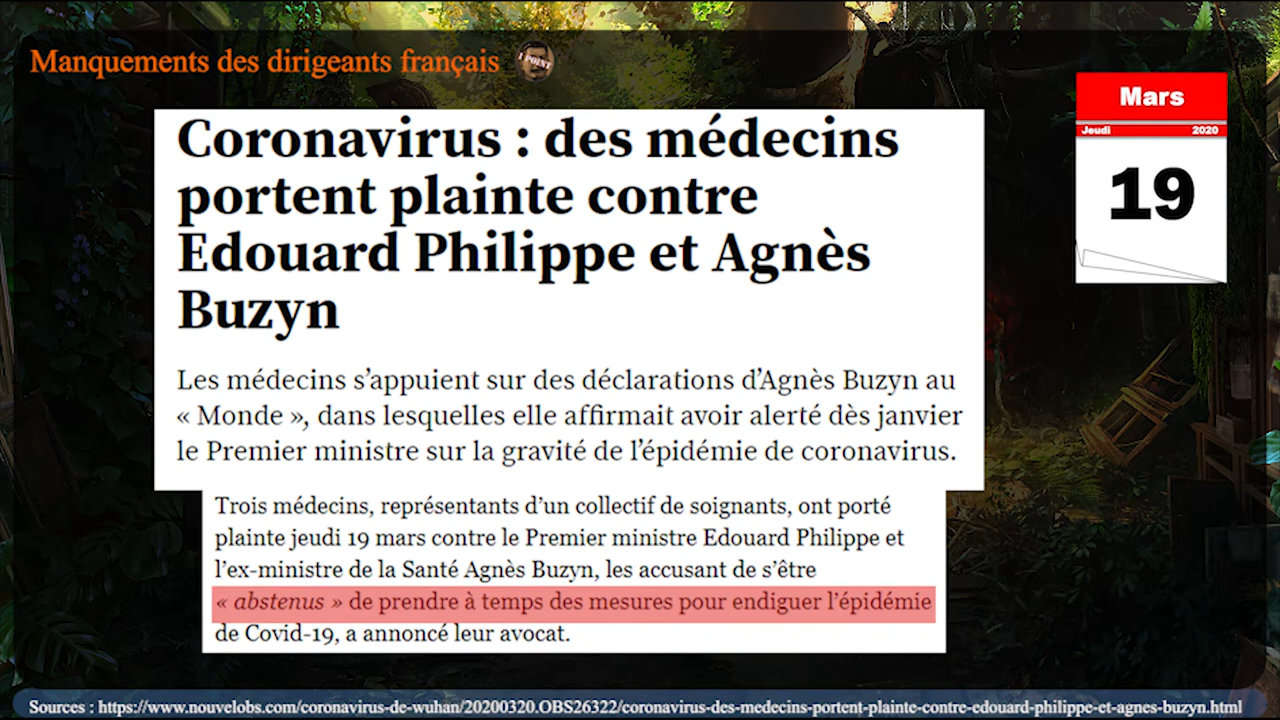 Manquements des dirigeants français
1 POINT
Mars
Jeudi 2020
19
Coronavirus : des médecins
portent plainte contre
Edouard Philippe et Agnès
Buzyn
Les médecins s’appuient sur des déclarations d’Agnès Buzyn au
« Monde », dans lesquelles elle affirmait avoir alerté dès janvier
le Premier ministre sur la gravité de l’épidémie de coronavirus.
Trois médecins, représentants d’un collectif de soignants, ont porté
plainte jeudi 19 mars contre le Premier ministre Edouard Philippe et
l’ex-ministre de la Santé Agnès Buzyn, les accusant de s’être
« abstenus » de prendre à temps des mesures pour endiguer l’épidémie
de Covid-19, a annoncé leur avocat.
Sources : https://www.nouvelobs.com/coronavirus-de-wuhan/20200320.OBS26322/coronavirus-des-medecins-portent-plainte-contre-edouard-philippe-et-agnes-buzyn.html